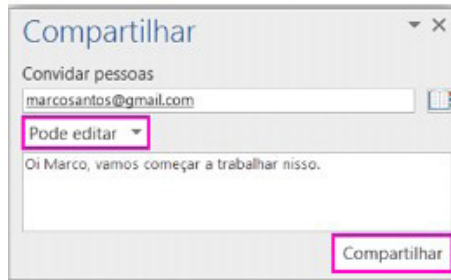 Compartilhar
Convidar pessoas
marcosantos@gmail.com
Pode editar
Oi Marco, vamos começar a trabalhar nisso.
Compartilhar